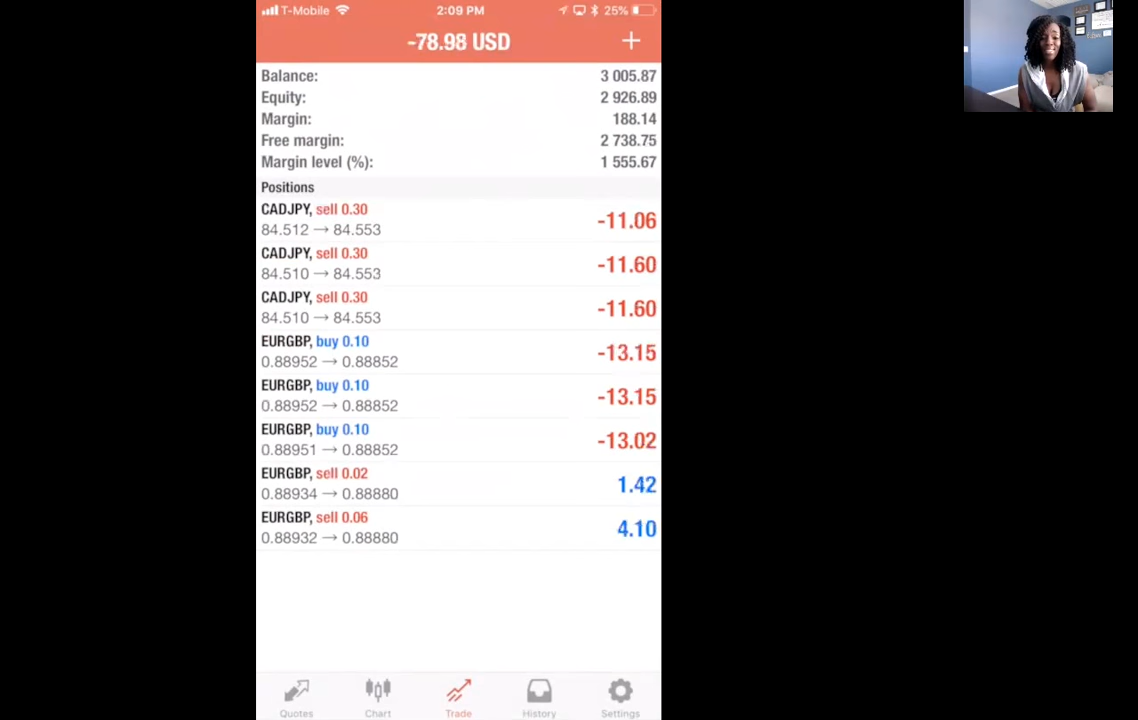 T-Mobile 2:09 PM 25%
-78.98 USD +
Balance: 3 005.87
Equity: 2 926.89
Margin: 188.14
Free margin: 2 738.75
Margin level (%): 1 555.67
Positions
CADJPY, sell 0.30
84.512 → 84.553 -11.06
CADJPY, sell 0.30
84.510 → 84.553 -11.60
CADJPY, sell 0.30
84.510 → 84.553 -11.60
EURGBP, buy 0.10
0.88952 → 0.88852 -13.15
EURGBP, buy 0.10
0.88952 → 0.88852 -13.15
EURGBP, buy 0.10
0.88951 → 0.88852 -13.02
EURGBP, sell 0.02
0.88934 → 0.88880 1.42
EURGBP, sell 0.06
0.88932 → 0.88880 4.10
Quotes Chart Trade History Settings